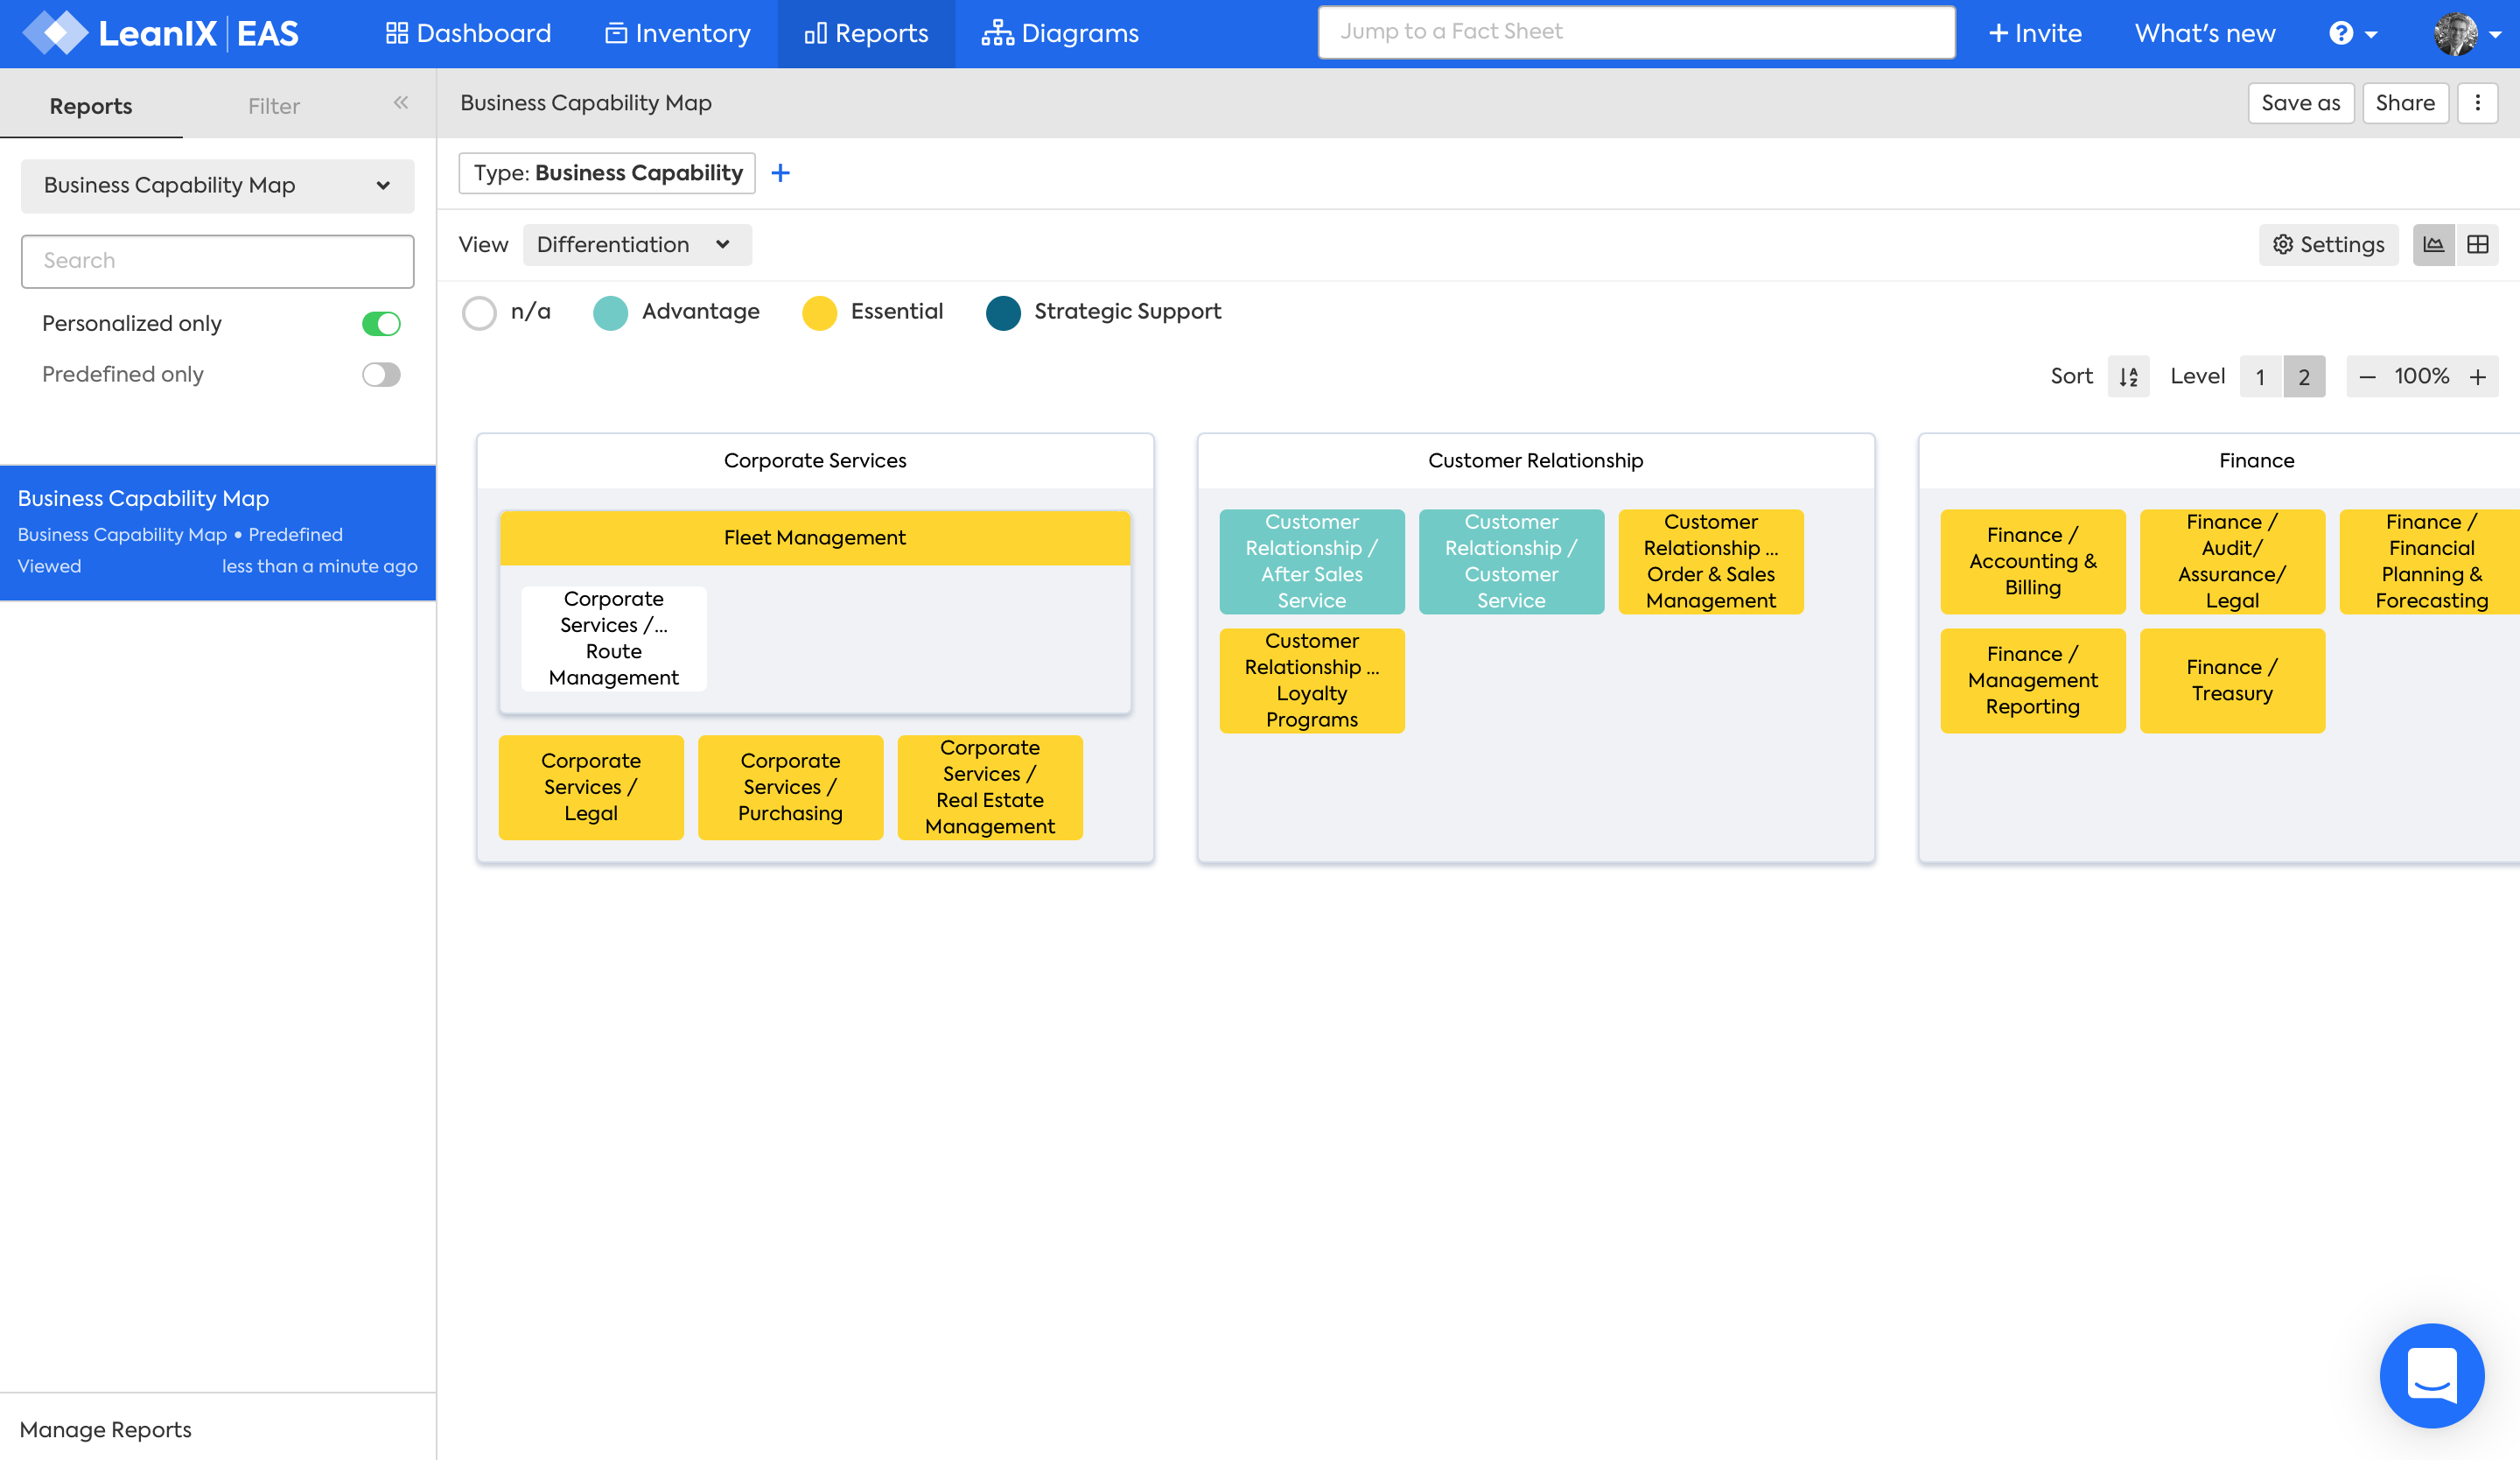 LeanIX EAS
Dashboard
Inventory
Reports
Diagrams
Jump to a Fact Sheet
Invite
What's new
Reports
Filter
Business Capability Map
Save as
Share
Business Capability Map
Search
Personalized only
Predefined only
Business Capability Map
Business Capability Map • Predefined
Viewed less than a minute ago
Manage Reports
Type: Business Capability
View
Differentiation
Settings
n/a
Advantage
Essential
Strategic Support
Sort
Level
1
2
100%
Corporate Services
Fleet Management
Corporate
Services /...
Route
Management
Corporate
Services /
Legal
Corporate
Services /
Purchasing
Corporate
Services /
Real Estate
Management
Customer Relationship
Customer
Relationship /
After Sales
Service
Customer
Relationship /
Customer
Service
Customer
Relationship ...
Order & Sales
Management
Customer
Relationship ...
Loyalty
Programs
Finance
Finance /
Accounting &
Billing
Finance /
Audit/
Assurance/
Legal
Finance /
Financial
Planning &
Forecasting
Finance /
Management
Reporting
Finance /
Treasury